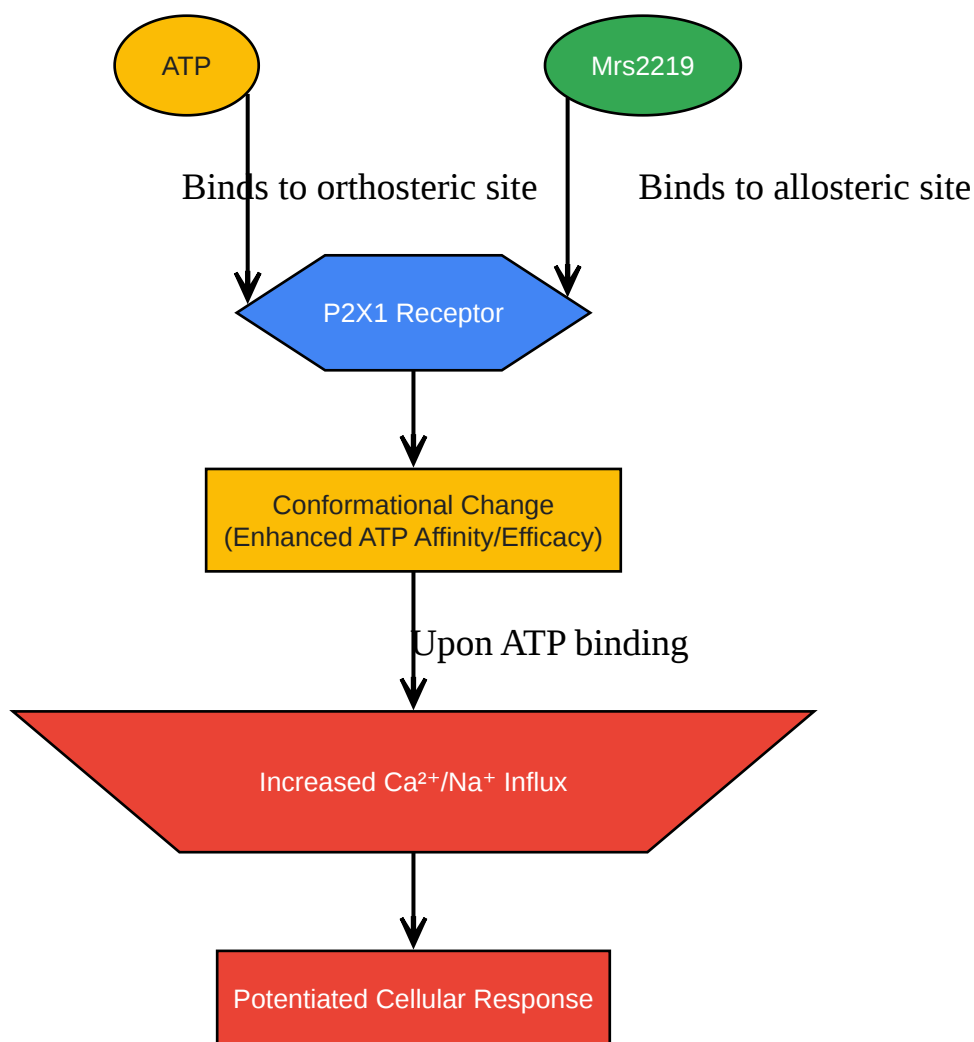 ATP
Mrs2219
Binds to orthosteric site
Binds to allosteric site
P2X1 Receptor
Conformational Change
(Enhanced ATP Affinity/Efficacy)
Upon ATP binding
Increased Ca²⁺/Na⁺ Influx
Potentiated Cellular Response